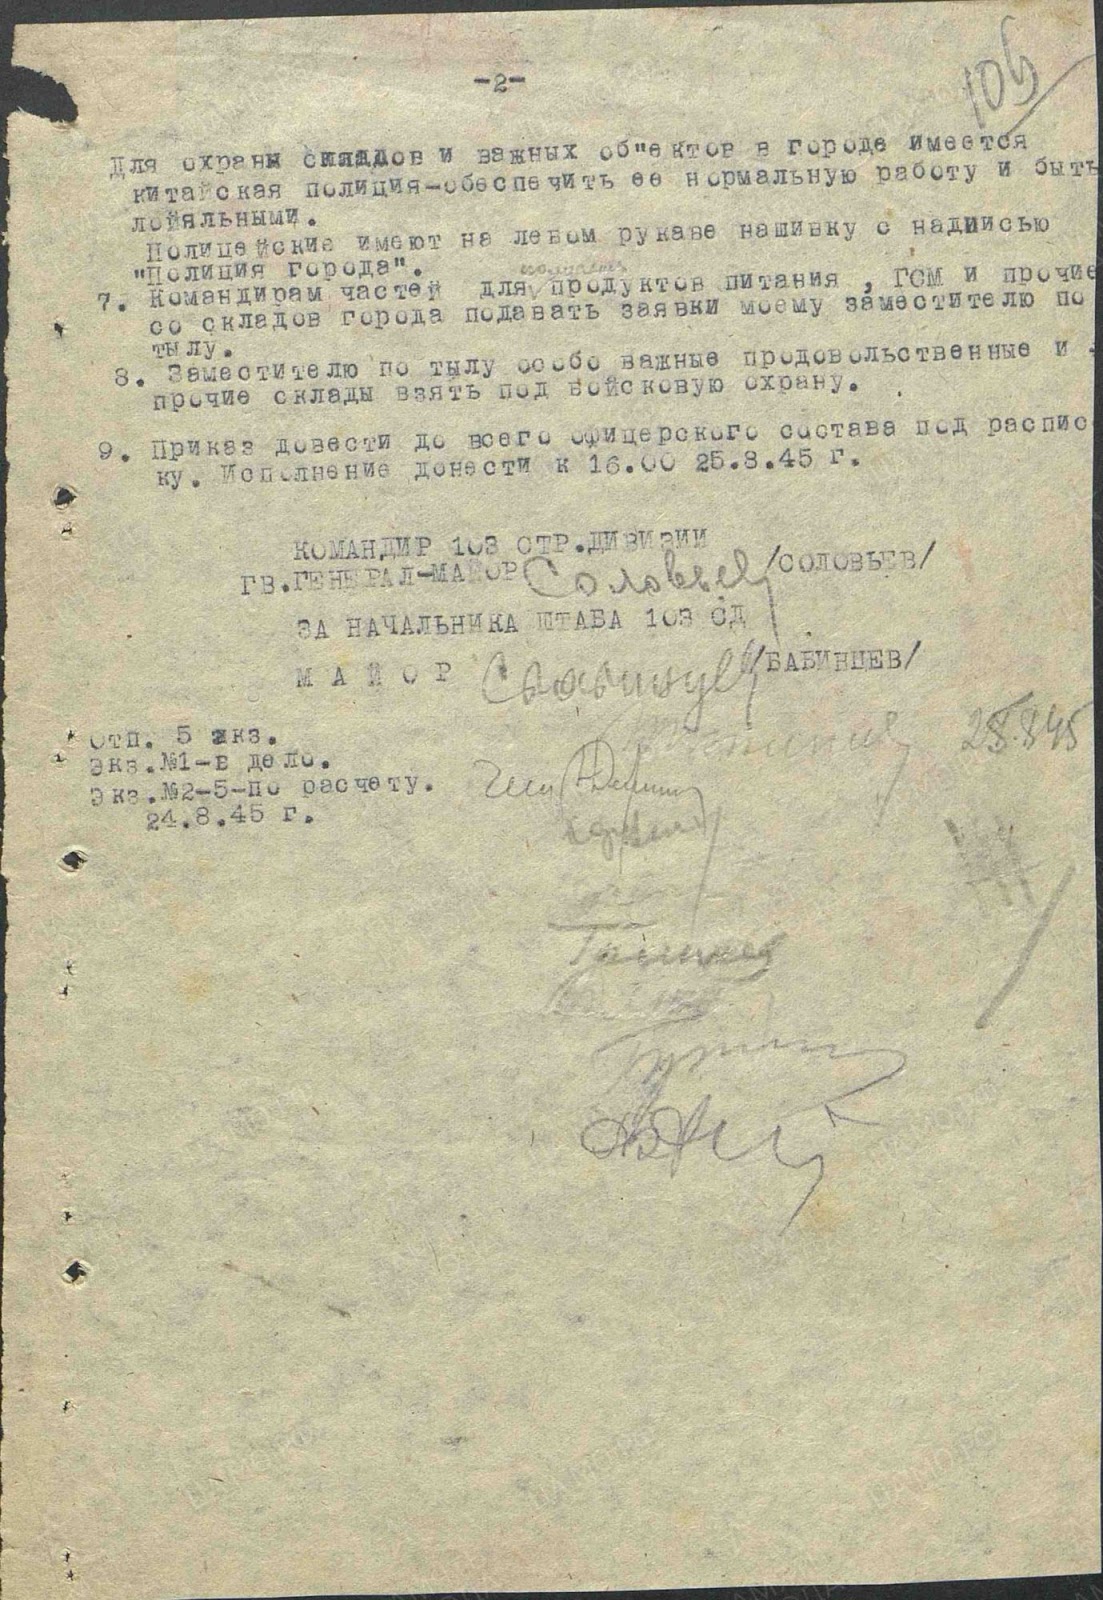 -2-
105
Для охраны складов и важных об"ектов в городе имеется
китайская полиция-обеспечить ее нормальную работу и быть
лойяльными.
Полицейские имеют на левом рукаве нашивку с надписью
"Полиция города".
получения
7. Командирам частей для продуктов питания , ГСМ и прочие
со складов города подавать заявки моему заместителю по
тылу.
8. Заместителю по тылу особо важные продовольственные и
прочие склады взять под войсковую охрану.
9. Приказ довести до всего офицерского состава под распис
ку. Исполнение донести к 16.00 25.8.45 г.
КОМАНДИР 103 СТР.ДИВИЗИИ
ГВ.ГЕНЕРАЛ-МАЙОР Соловьев /СОЛОВЬЕВ/
ЗА НАЧАЛЬНИКА ШТАБА 103 СД
М А Й О Р /БАБИНЦЕВ/
25.8.45
Отп. 5 экз.
Экз.№1-в дело.
Экз.№2-5-по расчету.
24.8.45 г.